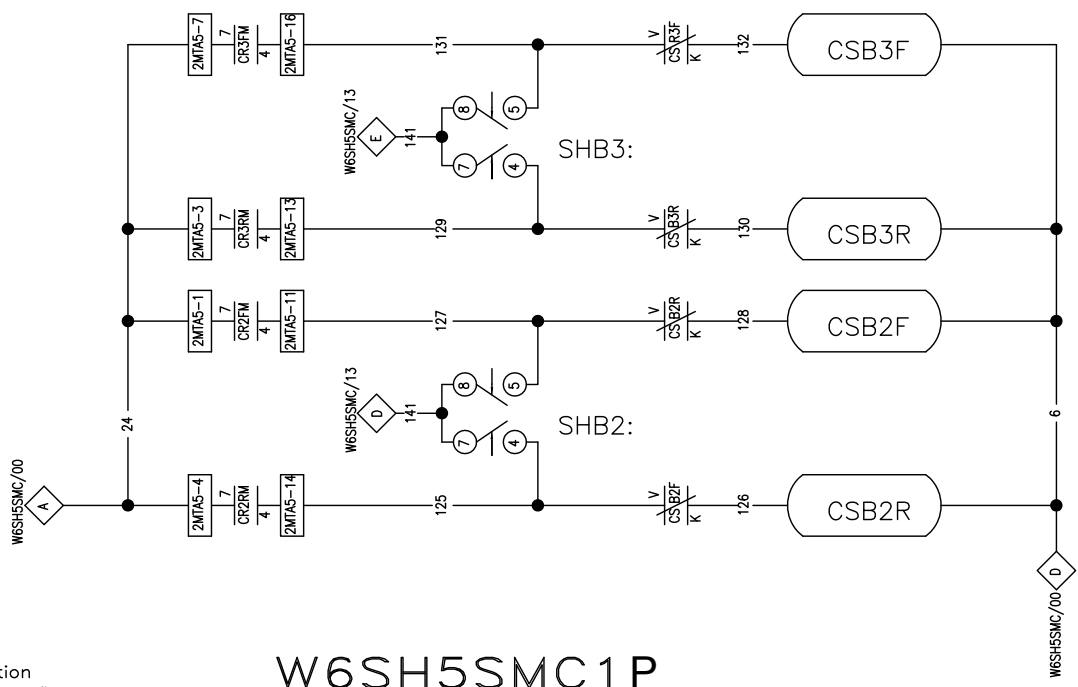 2MTA5-7
7
CR3FM
4
2MTA5-16
131
V
CSR3F
K
132
CSB3F
W6SH5SMC/13
E
141
8
5
7
4
SHB3:
2MTA5-3
7
CR3RM
4
2MTA5-13
129
V
CSB3R
K
130
CSB3R
2MTA5-1
7
CR2FM
4
2MTA5-11
127
V
CSB2R
K
128
CSB2F
W6SH5SMC/13
D
141
8
5
7
4
SHB2:
24
6
W6SH5SMC/00
A
2MTA5-4
7
CR2RM
4
2MTA5-14
125
V
CSB2F
K
126
CSB2R
W6SH5SMC/00
D
tion
W6SH5SMC1P